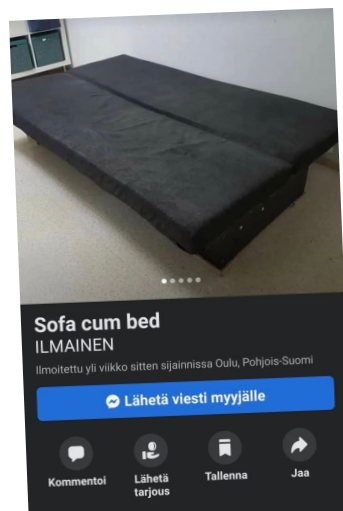 Sofa cum bed
ILMAINEN
Ilmoitettu yli viikko sitten sijainnissa Oulu, Pohjois-Suomi
Lähetä viesti myyjälle
Kommentoi
Lähetä
tarjous
Tallenna
Jaa